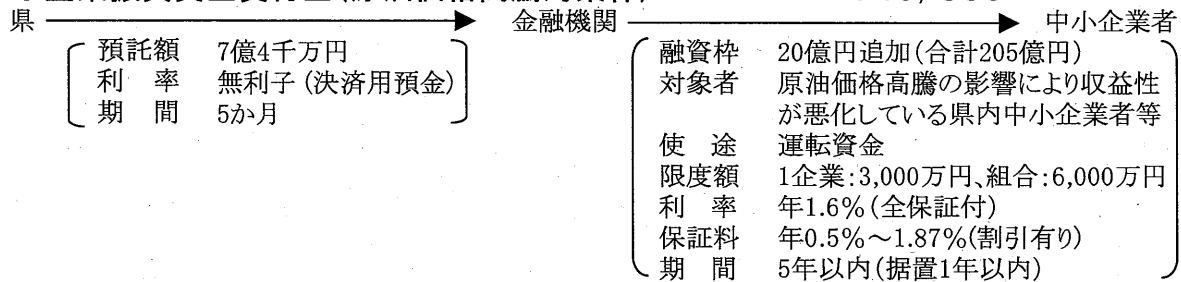 県 金融機関 中小企業者
預託額 7億4千万円
利　率 無利子（決済用預金）
期　間 5か月
融資枠 20億円追加（合計205億円）
対象者 原油価格高騰の影響により収益性
が悪化している県内中小企業者等
使　途 運転資金
限度額 1企業：3,000万円、組合：6,000万円
利　率 年1.6％（全保証付）
保証料 年0.5％～1.87％（割引有り）
期　間 5年以内（据置1年以内）